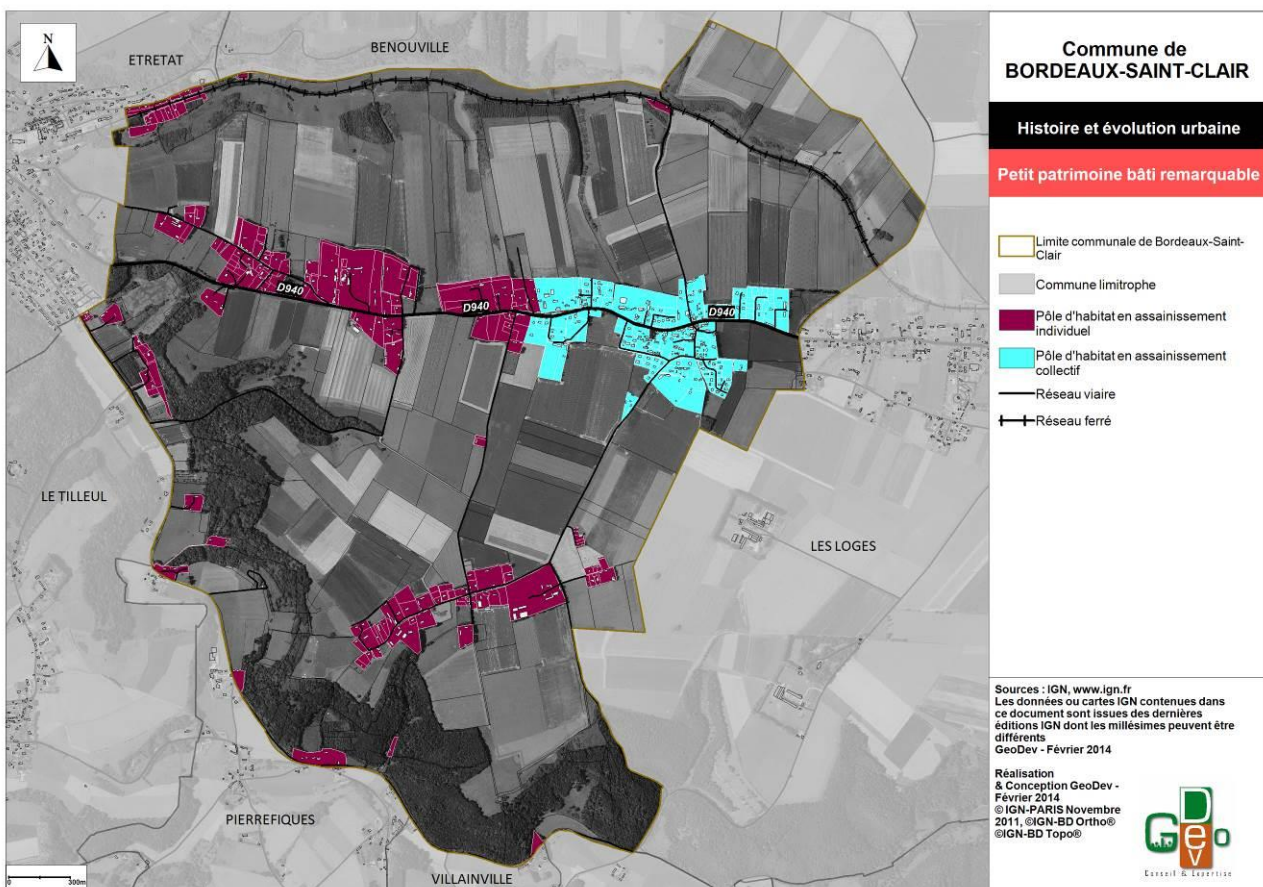 N
ETRETAT
BENOUVILLE
D940
D940
D940
LE TILLEUL
LES LOGES
PIERREFIQUES
VILLAINVILLE
0 300m
Commune de
BORDEAUX-SAINT-CLAIR
Histoire et évolution urbaine
Petit patrimoine bâti remarquable
Limite communale de Bordeaux-Saint-
Clair
Commune limitrophe
Pôle d'habitat en assainissement
individuel
Pôle d'habitat en assainissement
collectif
Réseau viaire
Réseau ferré
Sources : IGN, www.ign.fr
Les données ou cartes IGN contenues dans
ce document sont issues des dernières
éditions IGN dont les millésimes peuvent être
différents
GeoDev - Février 2014
Réalisation
& Conception GeoDev -
Février 2014
© IGN-PARIS Novembre
2011, ©IGN-BD Ortho®
©IGN-BD Topo®
Geo Dev
Conseil & Expertise